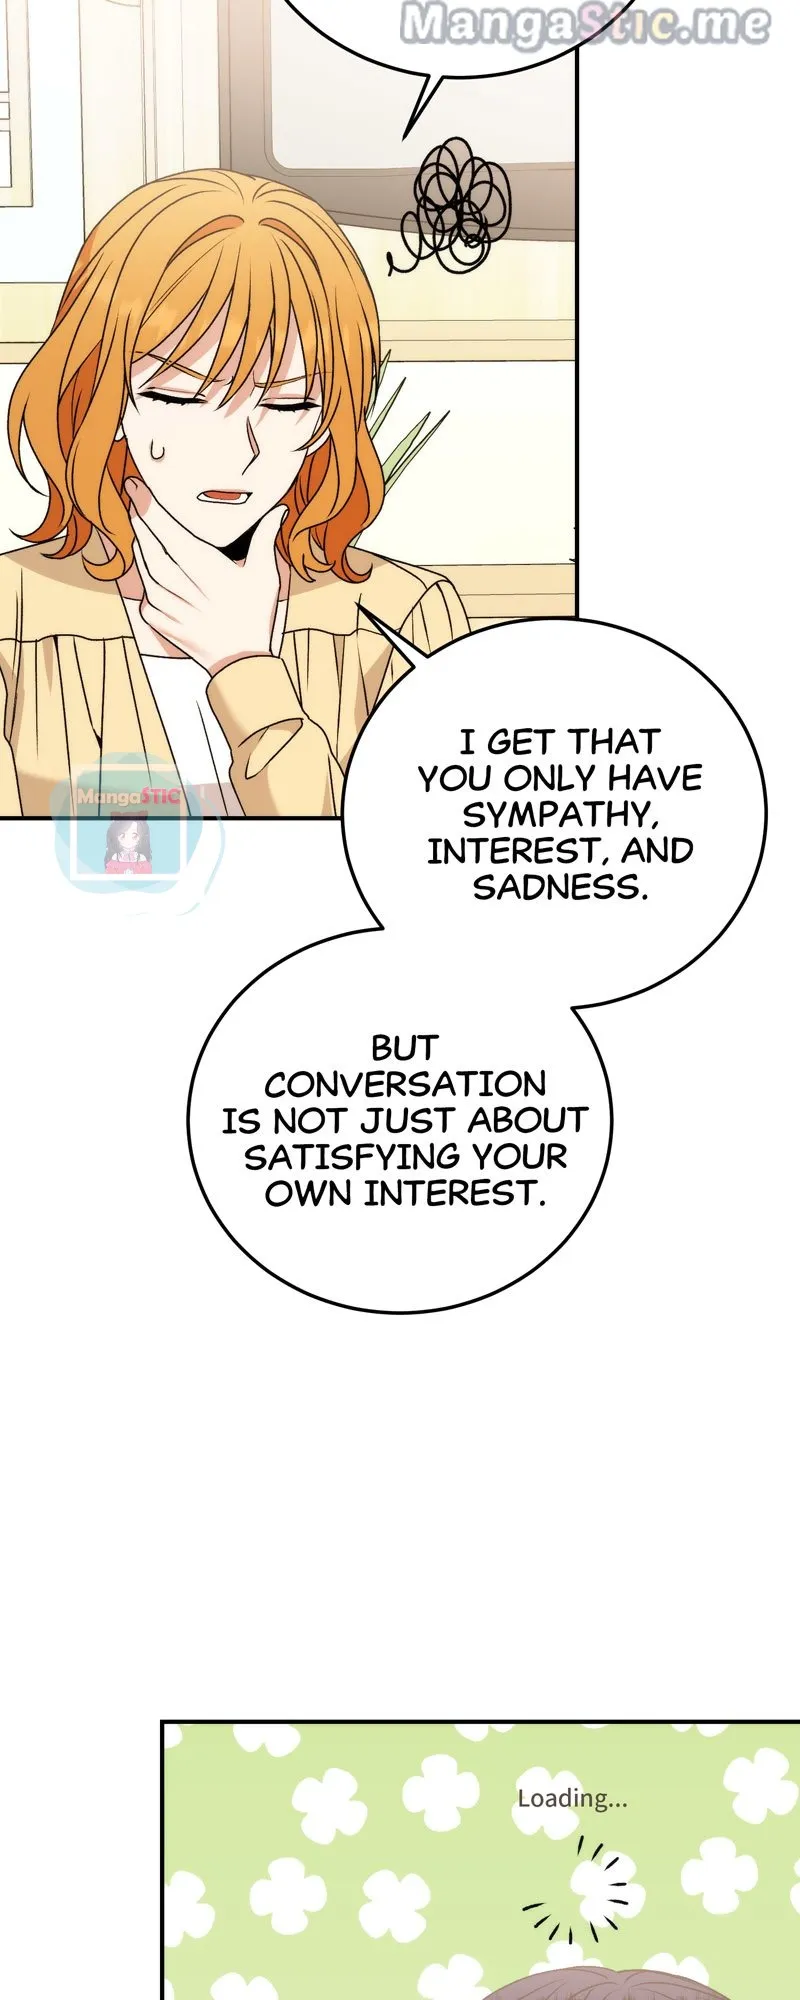 MangaStic.me
I GET THAT
YOU ONLY HAVE
SYMPATHY,
INTEREST, AND
SADNESS.
MangaSTIC
BUT
CONVERSATION
IS NOT JUST ABOUT
SATISFYING YOUR
OWN INTEREST.
Loading...